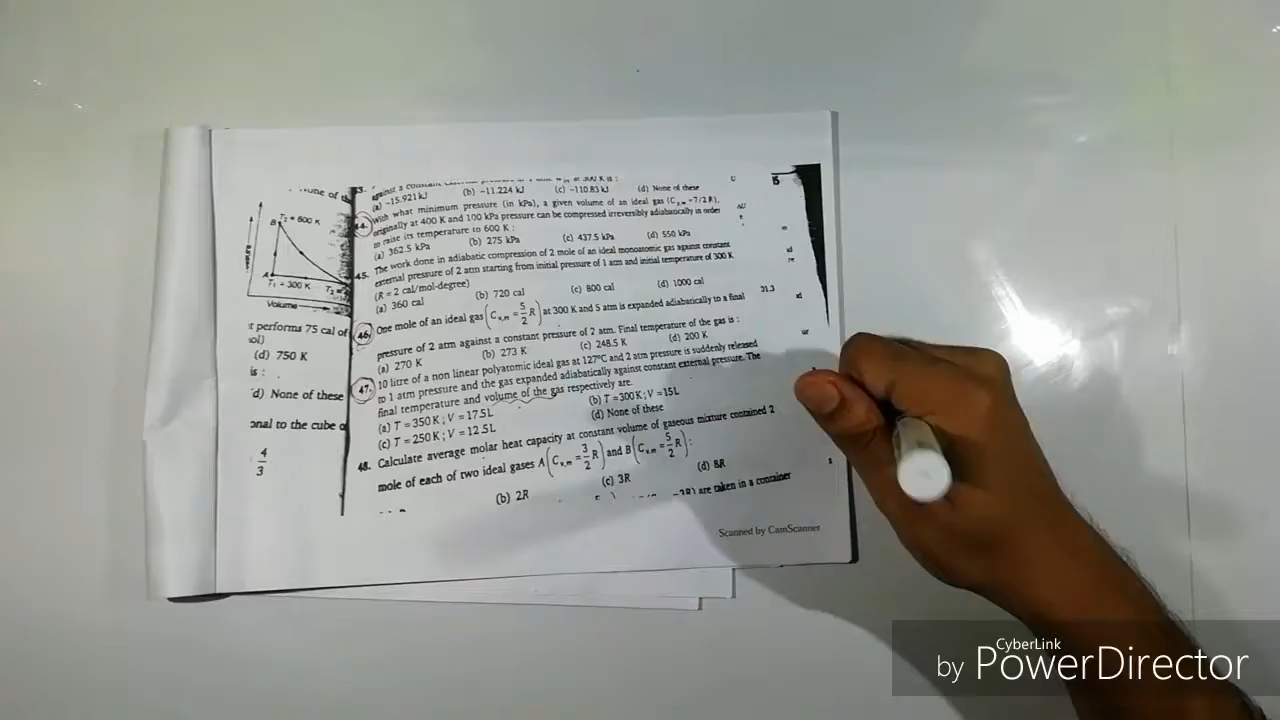 None of th
B T₂ = 600 K
A
T₁ = 300 K
Volume
t performs 75 cal of
(d) 750 K
is :
d) None of these
onal to the cube o
4/3
against a constant
(a) –15.921 kJ (b) –11.224 kJ (c) –110.83 kJ (d) None of these
44. With what minimum pressure (in kPa), a given volume of an ideal gas (C_p,m = 7/2 R),
originally at 400 K and 100 kPa pressure can be compressed irreversibly adiabatically in order
to raise its temperature to 600 K :
(a) 362.5 kPa (b) 275 kPa (c) 437.5 kPa (d) 550 kPa
45. The work done in adiabatic compression of 2 mole of an ideal monoatomic gas against constant
external pressure of 2 atm starting from initial pressure of 1 atm and initial temperature of 300 K
(R = 2 cal/mol-degree)
(a) 360 cal (b) 720 cal (c) 800 cal (d) 1000 cal
46. One mole of an ideal gas (C_v,m = 5/2 R) at 300 K and 5 atm is expanded adiabatically to a final
pressure of 2 atm against a constant pressure of 2 atm. Final temperature of the gas is :
(a) 270 K (b) 273 K (c) 248.5 K (d) 200 K
47. 10 litre of a non linear polyatomic ideal gas at 127°C and 2 atm pressure is suddenly released
to 1 atm pressure and the gas expanded adiabatically against constant external pressure. The
final temperature and volume of the gas respectively are.
(a) T = 350 K ; V = 17.5L (b) T = 300K ; V = 15L
(c) T = 250 K ; V = 12.5L (d) None of these
48. Calculate average molar heat capacity at constant volume of gaseous mixture contained 2
mole of each of two ideal gases A (C_v,m = 3/2 R) and B (C_v,m = 5/2 R) :
(b) 2R (c) 3R (d) 8R
are taken in a container
21.3
Scanned by CamScanner
CyberLink
by PowerDirector